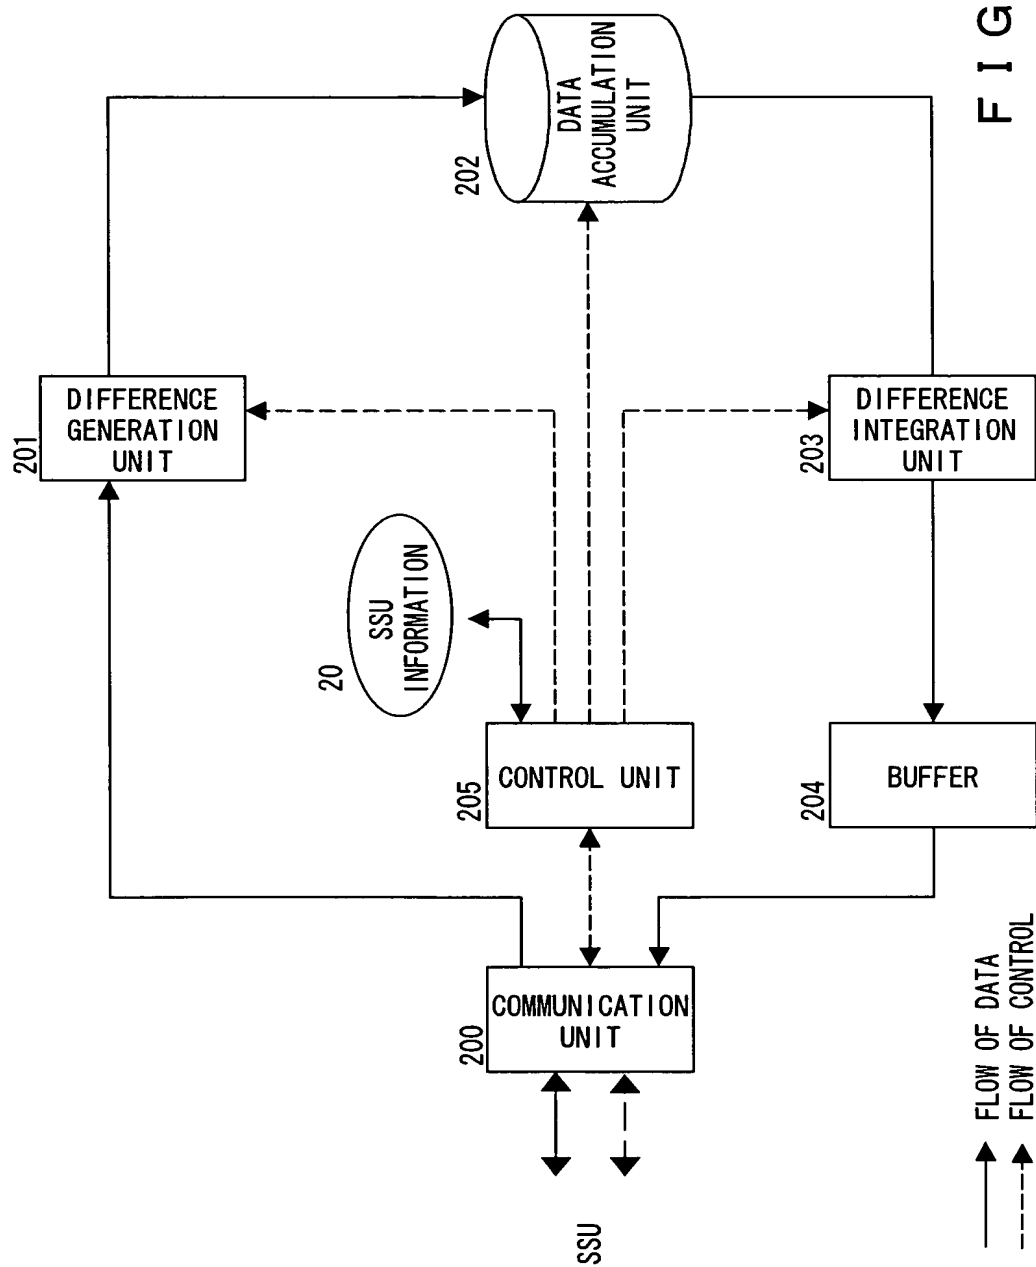 201
DIFFERENCE
GENERATION
UNIT
202
DATA
ACCUMULATION
UNIT
20
SSU
INFORMATION
SSU
200
COMMUNICATION
UNIT
205
CONTROL UNIT
204
BUFFER
203
DIFFERENCE
INTEGRATION
UNIT
FLOW OF DATA
FLOW OF CONTROL
FIG